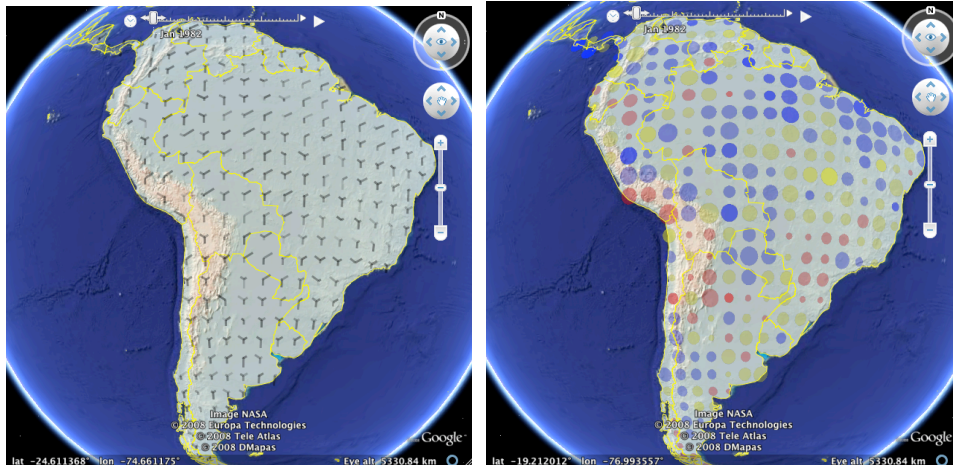 N
Jan 1982
Image NASA
© 2008 Europa Technologies
© 2008 Tele Atlas
© 2008 DMapas
Google
lat -24.611368° lon -74.661175° Eye alt 5330.84 km
N
Jan 1982
Image NASA
© 2008 Europa Technologies
© 2008 Tele Atlas
© 2008 DMapas
Google
lat -19.212012° lon -76.993557° Eye alt 5330.84 km